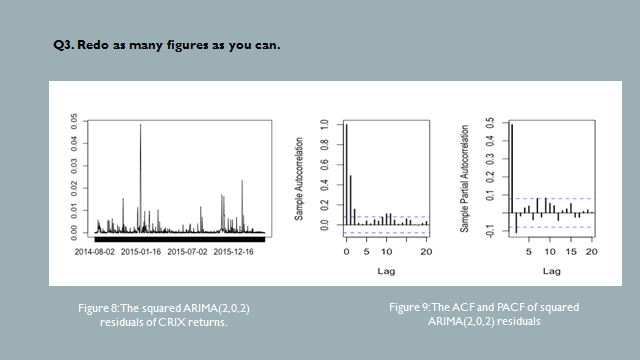 Q3. Redo as many figures as you can.
0.05
0.04
0.03
0.02
0.01
0.00
2014-08-02 2015-01-16 2015-07-02 2015-12-16
Sample Autocorrelation
1.0
0.8
0.6
0.4
0.2
0.0
0 5 10 15 20
Lag
Sample Partial Autocorrelation
0.5
0.3
0.1
-0.1
5 10 15 20
Lag
Figure 8:The squared ARIMA(2,0,2)
residuals of CRIX returns.
Figure 9:The ACF and PACF of squared
ARIMA(2,0,2) residuals